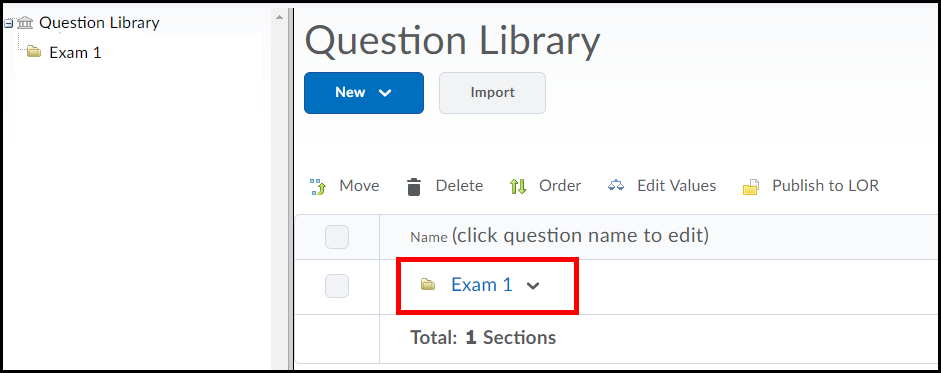 Question Library
Exam 1
Question Library
New
Import
Move
Delete
Order
Edit Values
Publish to LOR
Name (click question name to edit)
Exam 1
Total: 1 Sections